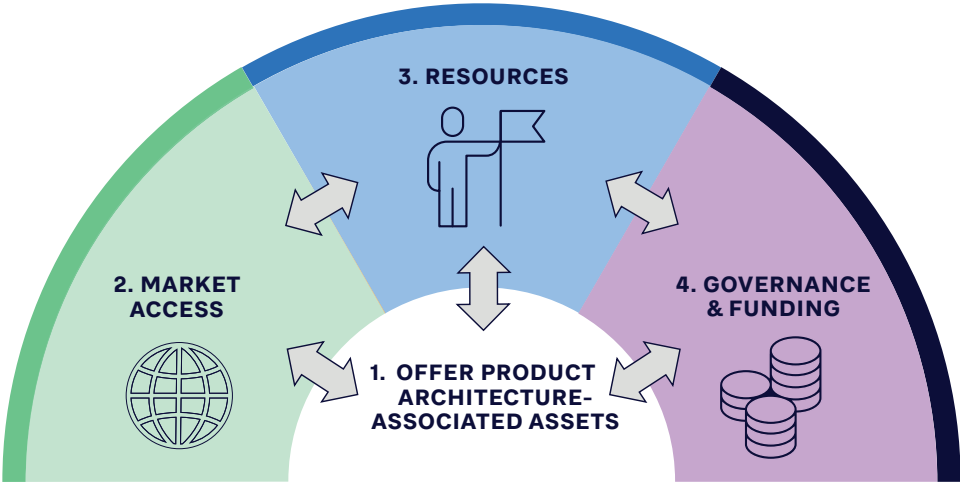 3. RESOURCES
2. MARKET
ACCESS
4. GOVERNANCE
& FUNDING
1. OFFER PRODUCT
ARCHITECTURE-
ASSOCIATED ASSETS